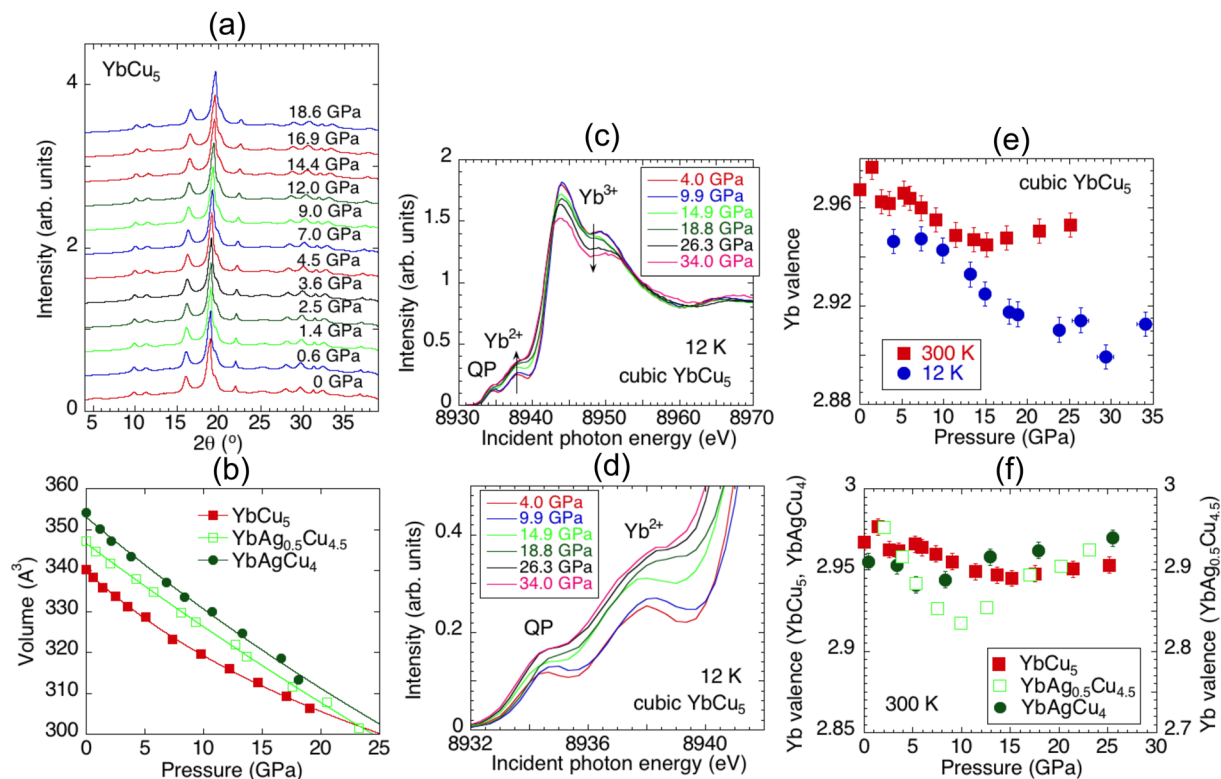 (a)
YbCu5
Intensity (arb. units)
4
2
0
18.6 GPa
16.9 GPa
14.4 GPa
12.0 GPa
9.0 GPa
7.0 GPa
4.5 GPa
3.6 GPa
2.5 GPa
1.4 GPa
0.6 GPa
0 GPa
5 10 15 20 25 30 35
2θ (°)
(b)
Volume (Å3)
360
350
340
330
320
310
300
YbCu5
YbAg0.5Cu4.5
YbAgCu4
0 5 10 15 20 25
Pressure (GPa)
(c)
Intensity (arb. units)
2
1.5
1
0.5
0
Yb3+
4.0 GPa
9.9 GPa
14.9 GPa
18.8 GPa
26.3 GPa
34.0 GPa
Yb2+
QP
12 K
cubic YbCu5
8930 8940 8950 8960 8970
Incident photon energy (eV)
(d)
Intensity (arb. units)
0.4
0.2
0
4.0 GPa
9.9 GPa
14.9 GPa
18.8 GPa
26.3 GPa
34.0 GPa
Yb2+
QP
12 K
cubic YbCu5
8932 8936 8940
Incident photon energy (eV)
(e)
cubic YbCu5
Yb valence
2.96
2.92
2.88
300 K
12 K
0 5 10 15 20 25 30 35
Pressure (GPa)
(f)
Yb valence (YbCu5, YbAgCu4)
3
2.95
2.9
2.85
300 K
YbCu5
YbAg0.5Cu4.5
YbAgCu4
0 5 10 15 20 25 30
Pressure (GPa)
3
2.9
2.8
2.7
Yb valence (YbAg0.5Cu4.5)